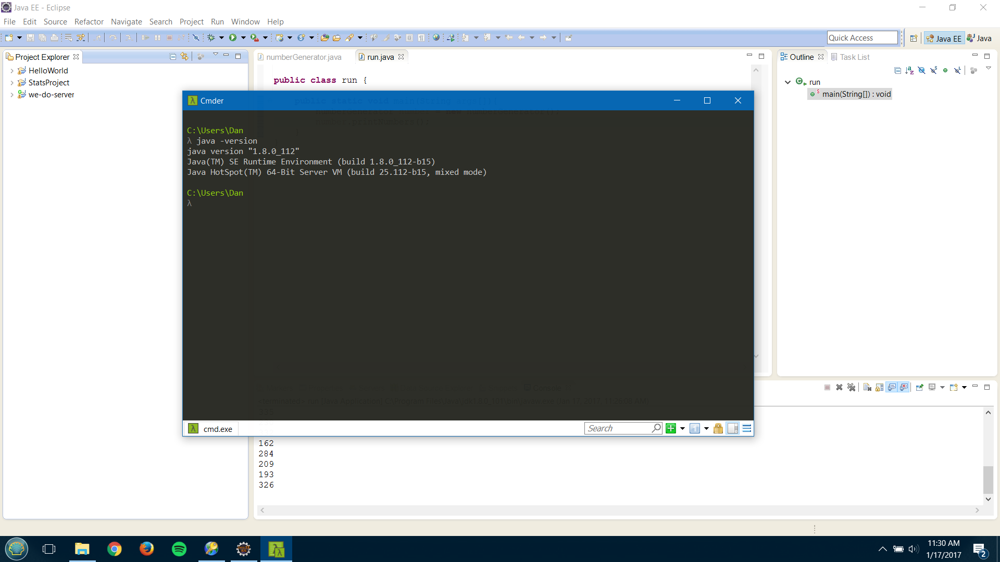 Java EE - Eclipse
File Edit Source Refactor Navigate Search Project Run Window Help
Quick Access
Java EE
Java
Project Explorer
HelloWorld
StatsProject
we-do-server
numberGenerator.java
run.java
public class run {
public static void main(String args[]){
numberGenerator number = new numberGenerator();
number.printNumbers();
Outline
Task List
run
main(String[]) : void
Cmder
C:\Users\Dan
λ java -version
java version "1.8.0_112"
Java(TM) SE Runtime Environment (build 1.8.0_112-b15)
Java HotSpot(TM) 64-Bit Server VM (build 25.112-b15, mixed mode)
C:\Users\Dan
λ
Console
<terminated> run [Java Application] C:\Program Files\Java\jdk1.8.0_101\bin\javaw.exe (Jan 17, 2017, 11:26:08 AM)
335
cmd.exe
Search
162
284
209
193
326
11:30 AM
1/17/2017
2